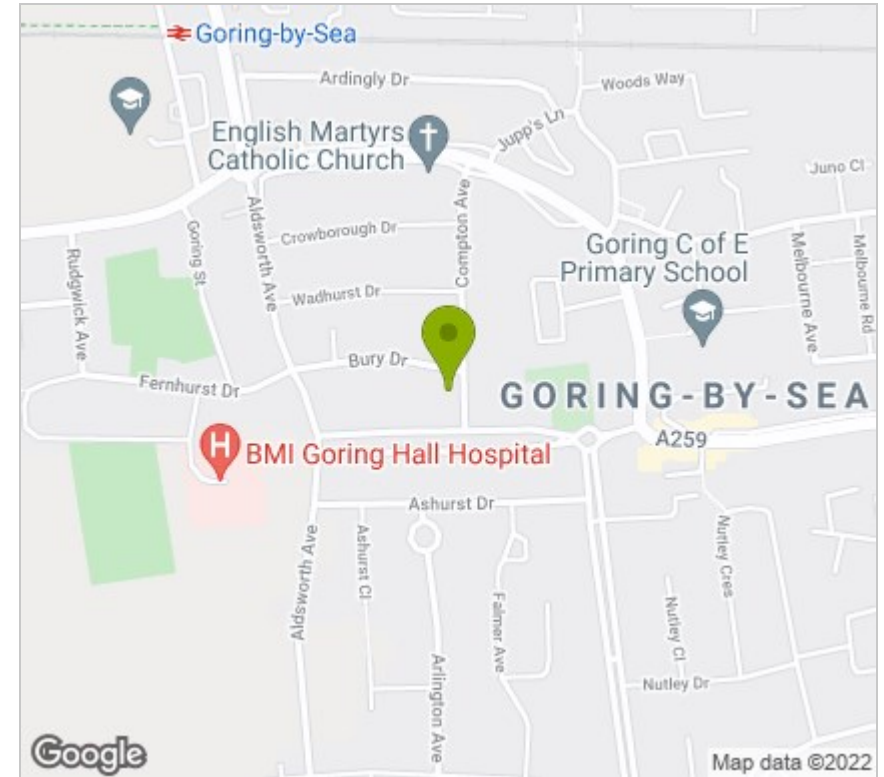 Goring-by-Sea
Ardingly Dr
Woods Way
English Martyrs
Catholic Church
Jupp's Ln
Juno Cl
Goring St
Aldsworth Ave
Crowborough Dr
Compton Ave
Rudgwick Ave
Goring C of E
Primary School
Melbourne Ave
Melbourne Rd
Wadhurst Dr
Bury Dr
Fernhurst Dr
GORING-BY-SEA
A259
H
BMI Goring Hall Hospital
Ashurst Dr
Aldsworth Ave
Ashurst Cl
Arlington Ave
Falmer Ave
Nutley Cres
Nutley Cl
Nutley Dr
Google
Map data ©2022